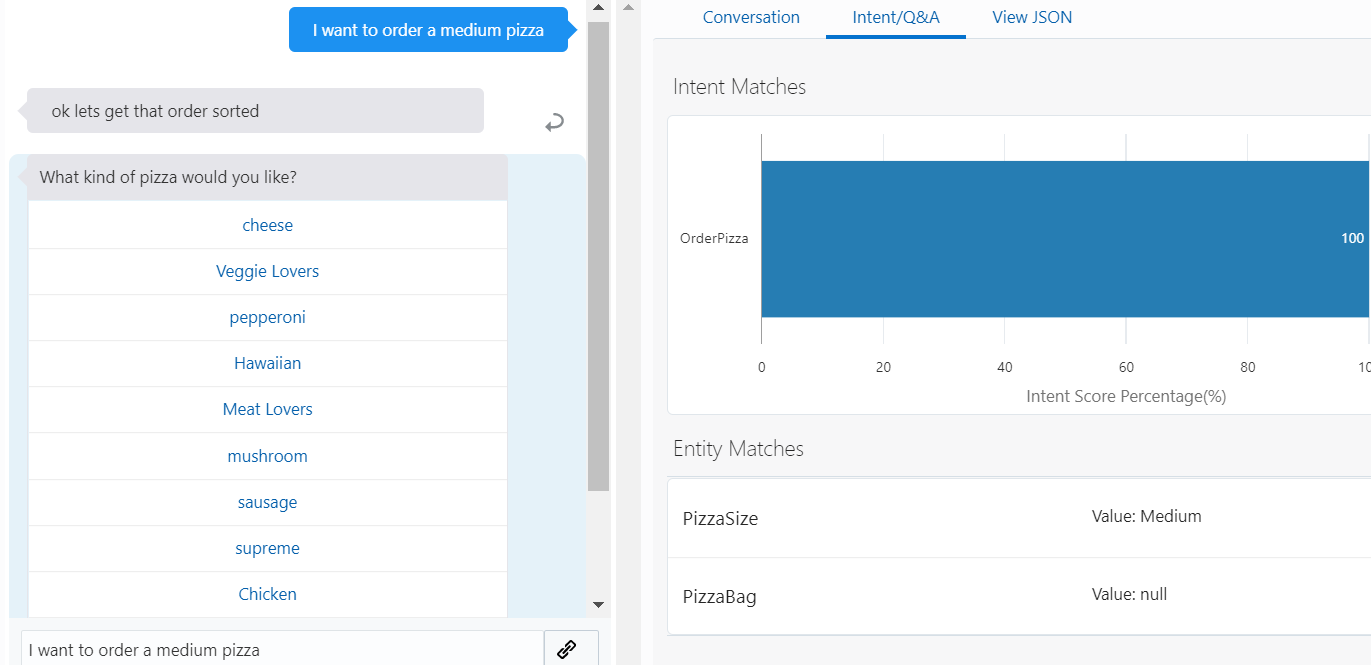 I want to order a medium pizza
ok lets get that order sorted
What kind of pizza would you like?
cheese
Veggie Lovers
pepperoni
Hawaiian
Meat Lovers
mushroom
sausage
supreme
Chicken
I want to order a medium pizza
Conversation Intent/Q&A View JSON
Intent Matches
OrderPizza 100
0 20 40 60 80
Intent Score Percentage(%)
Entity Matches
PizzaSize Value: Medium
PizzaBag Value: null